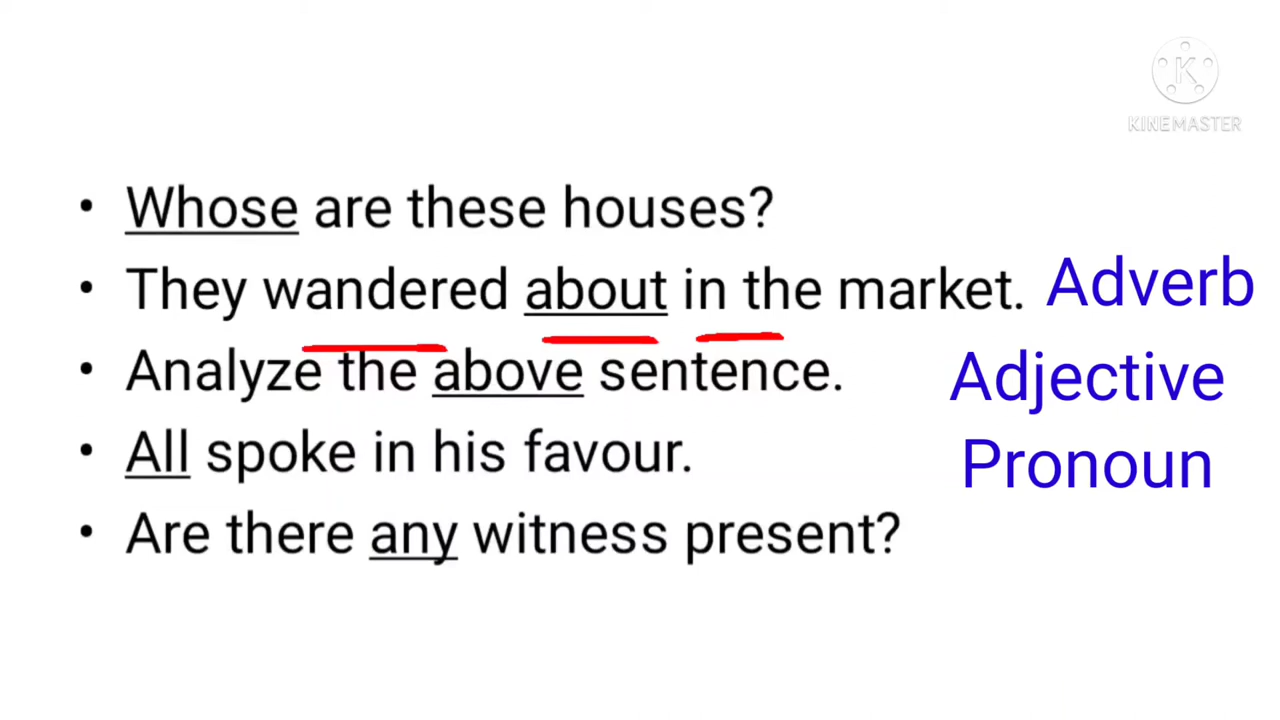 K
KINEMASTER
• Whose are these houses?
• They wandered about in the market. Adverb
• Analyze the above sentence. Adjective
• All spoke in his favour. Pronoun
• Are there any witness present?